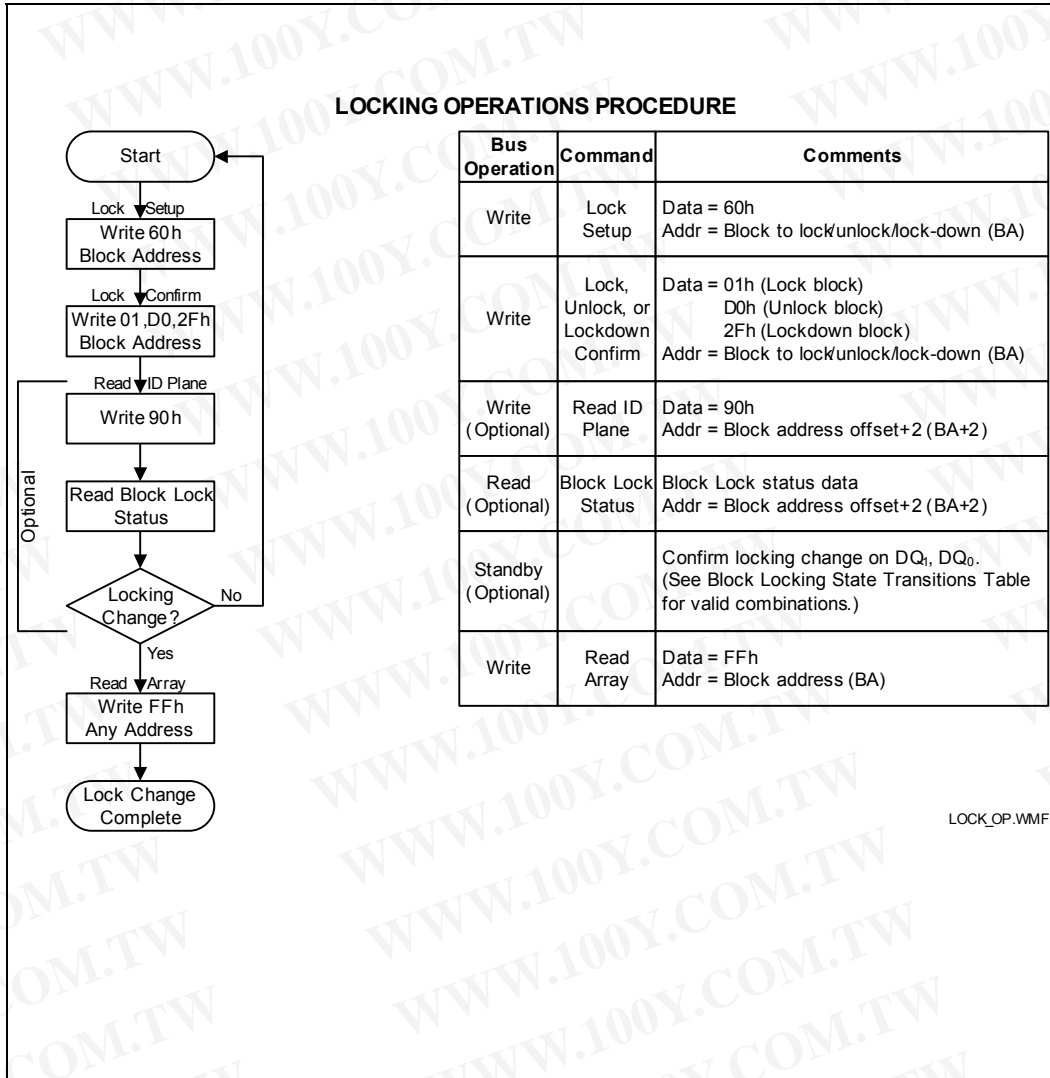 LOCKING OPERATIONS PROCEDURE
Start
Lock Setup
Write 60h
Block Address
Lock Confirm
Write 01,D0,2Fh
Block Address
Read ID Plane
Write 90h
Optional
Read Block Lock
Status
Locking
Change?
No
Yes
Read Array
Write FFh
Any Address
Lock Change
Complete
Bus
Operation
Command
Comments
Write
Lock
Setup
Data = 60h
Addr = Block to lock/unlock/lock-down (BA)
Write
Lock,
Unlock, or
Lockdown
Confirm
Data = 01h (Lock block)
D0h (Unlock block)
2Fh (Lockdown block)
Addr = Block to lock/unlock/lock-down (BA)
Write
(Optional)
Read ID
Plane
Data = 90h
Addr = Block address offset+2 (BA+2)
Read
(Optional)
Block Lock
Status
Block Lock status data
Addr = Block address offset+2 (BA+2)
Standby
(Optional)
Confirm locking change on DQ₁, DQ₀.
(See Block Locking State Transitions Table
for valid combinations.)
Write
Read
Array
Data = FFh
Addr = Block address (BA)
LOCK_OP.WMF
WWW.100Y.COM.TW